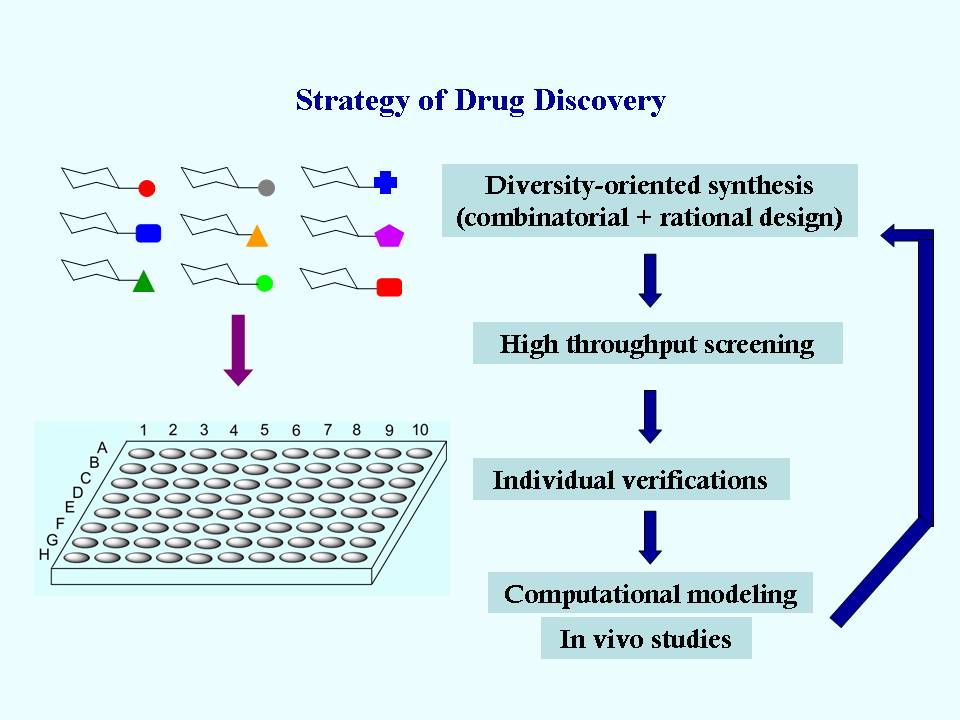 Strategy of Drug Discovery
Diversity-oriented synthesis
(combinatorial + rational design)
High throughput screening
Individual verifications
Computational modeling
In vivo studies
1 2 3 4 5 6 7 8 9 10
A
B
C
D
E
F
G
H